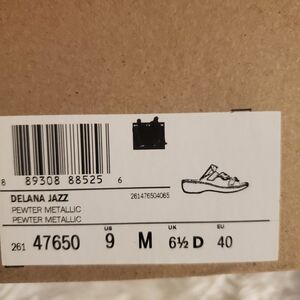 8 89308 88525 6
DELANA JAZZ
261476504065
PEWTER METALLIC
PEWTER METALLIC
US UK EU
261 47650 9 M 6½ D 40